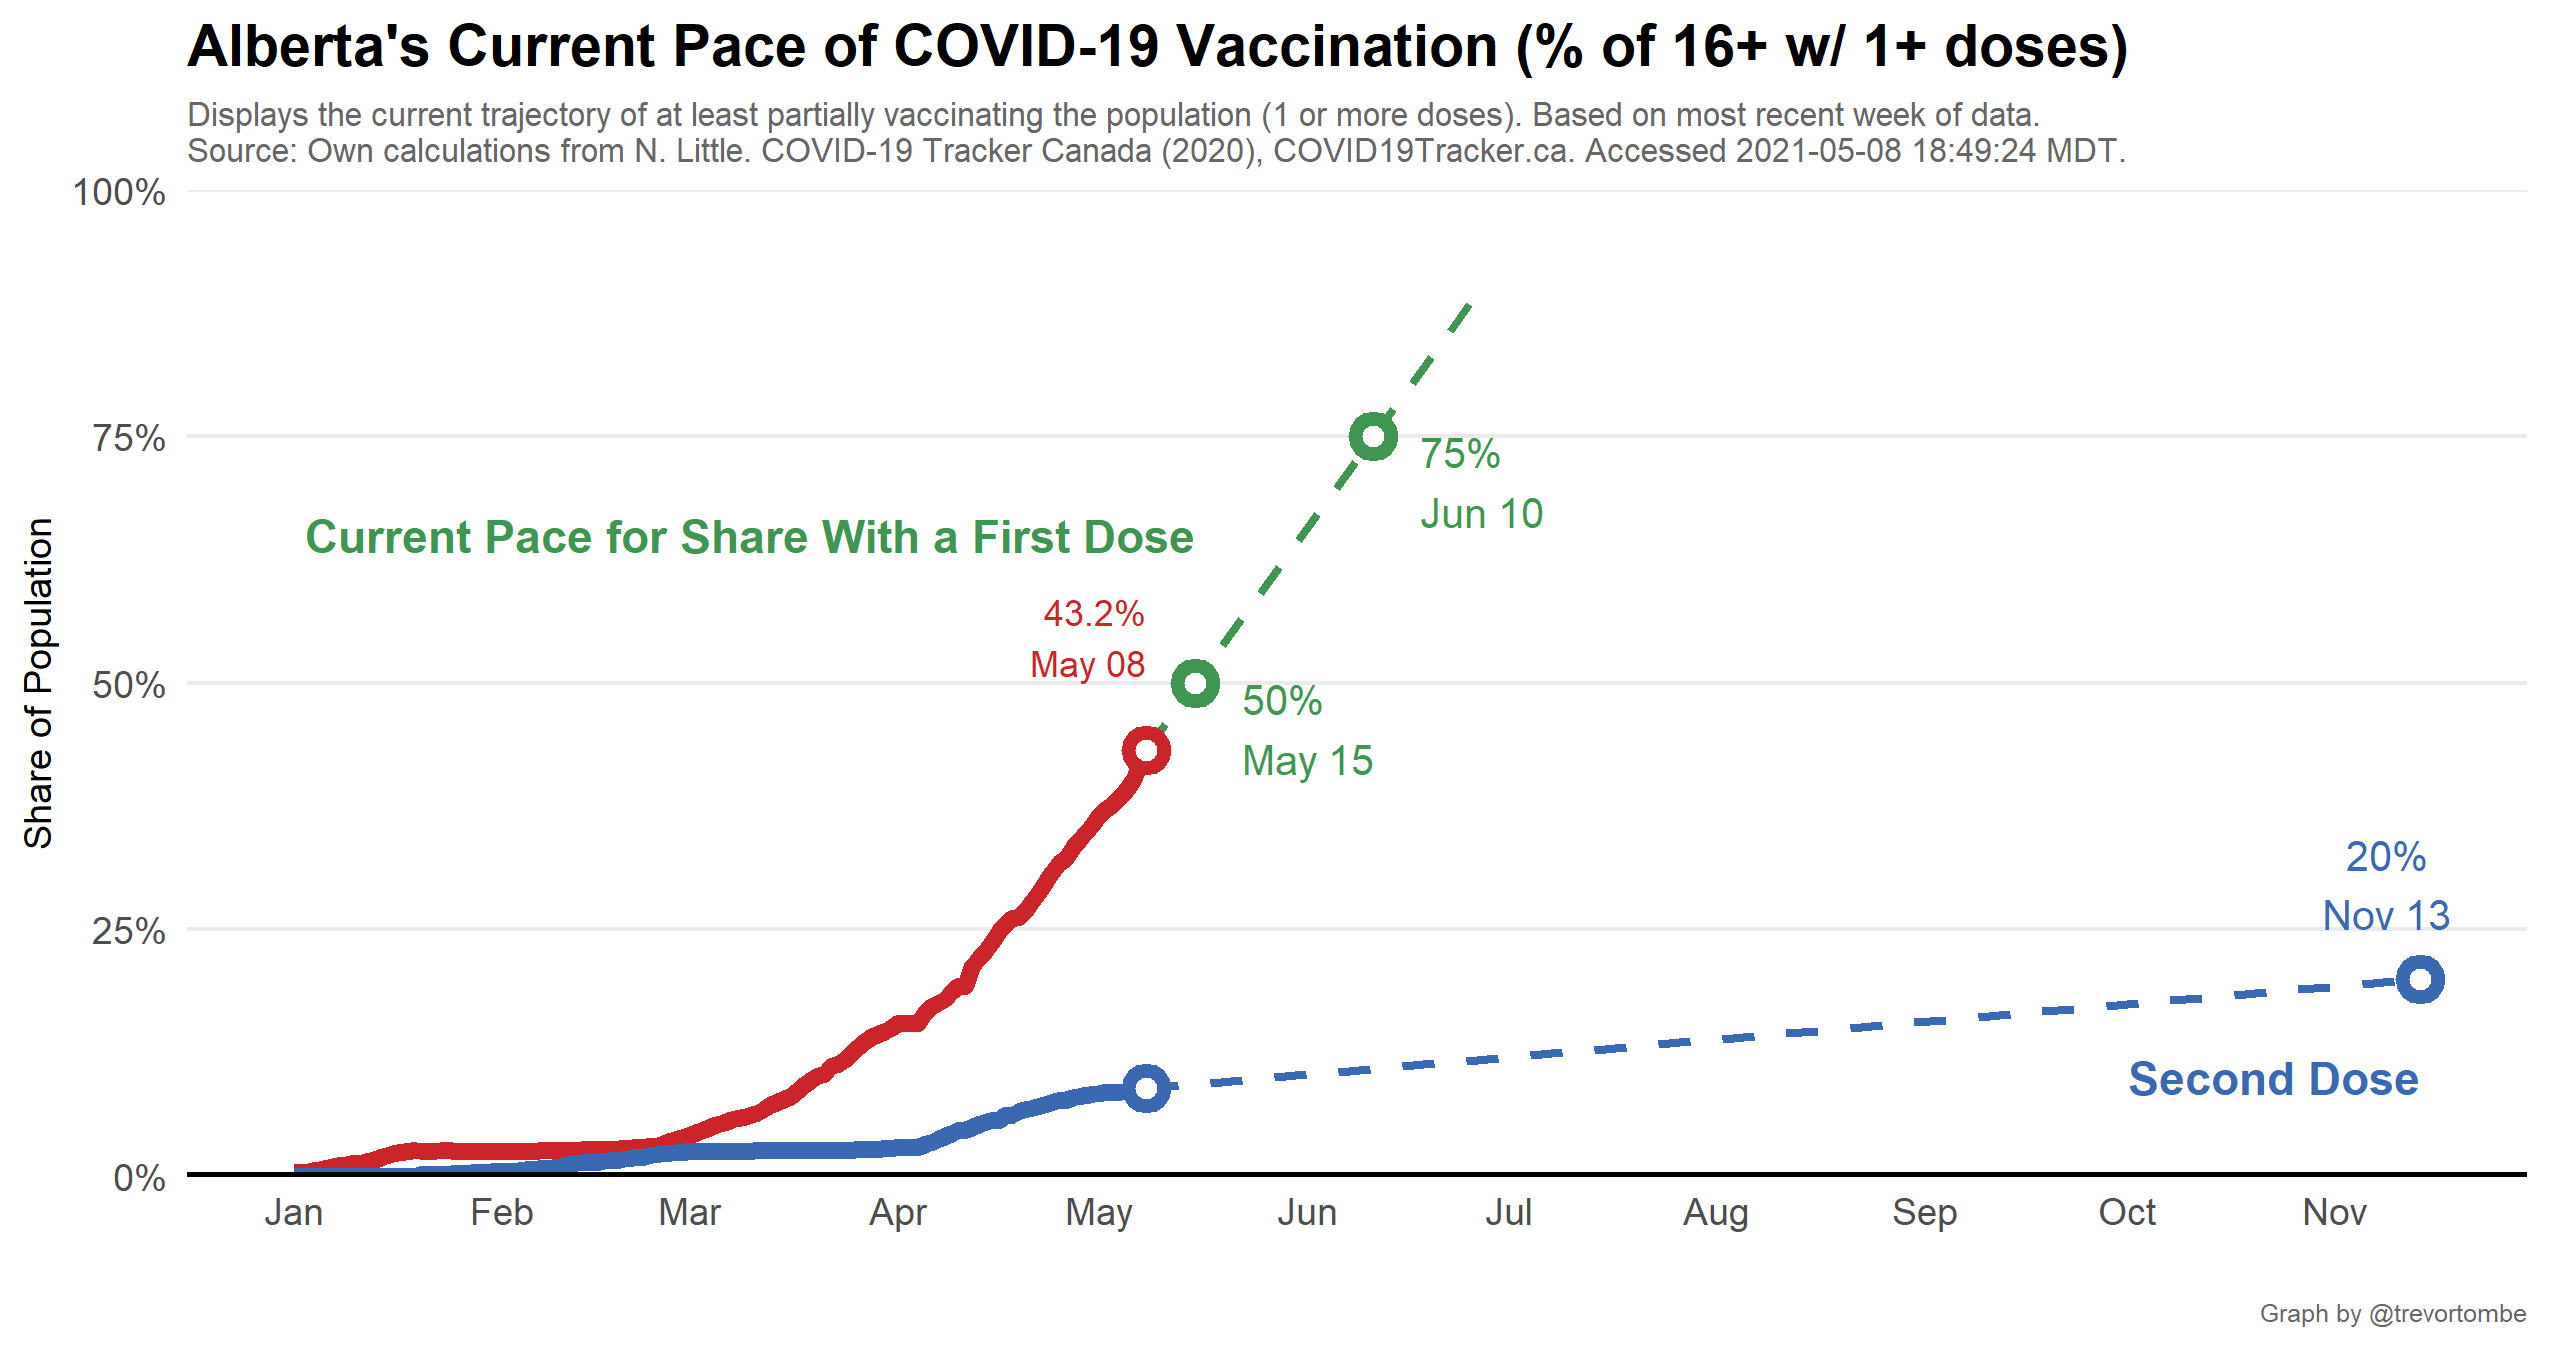 Alberta's Current Pace of COVID-19 Vaccination (% of 16+ w/ 1+ doses)
Displays the current trajectory of at least partially vaccinating the population (1 or more doses). Based on most recent week of data.
Source: Own calculations from N. Little. COVID-19 Tracker Canada (2020), COVID19Tracker.ca. Accessed 2021-05-08 18:49:24 MDT.
100%
75%
50%
25%
0%
Share of Population
Current Pace for Share With a First Dose
75%
Jun 10
43.2%
May 08
50%
May 15
20%
Nov 13
Second Dose
Jan Feb Mar Apr May Jun Jul Aug Sep Oct Nov
Graph by @trevortombe